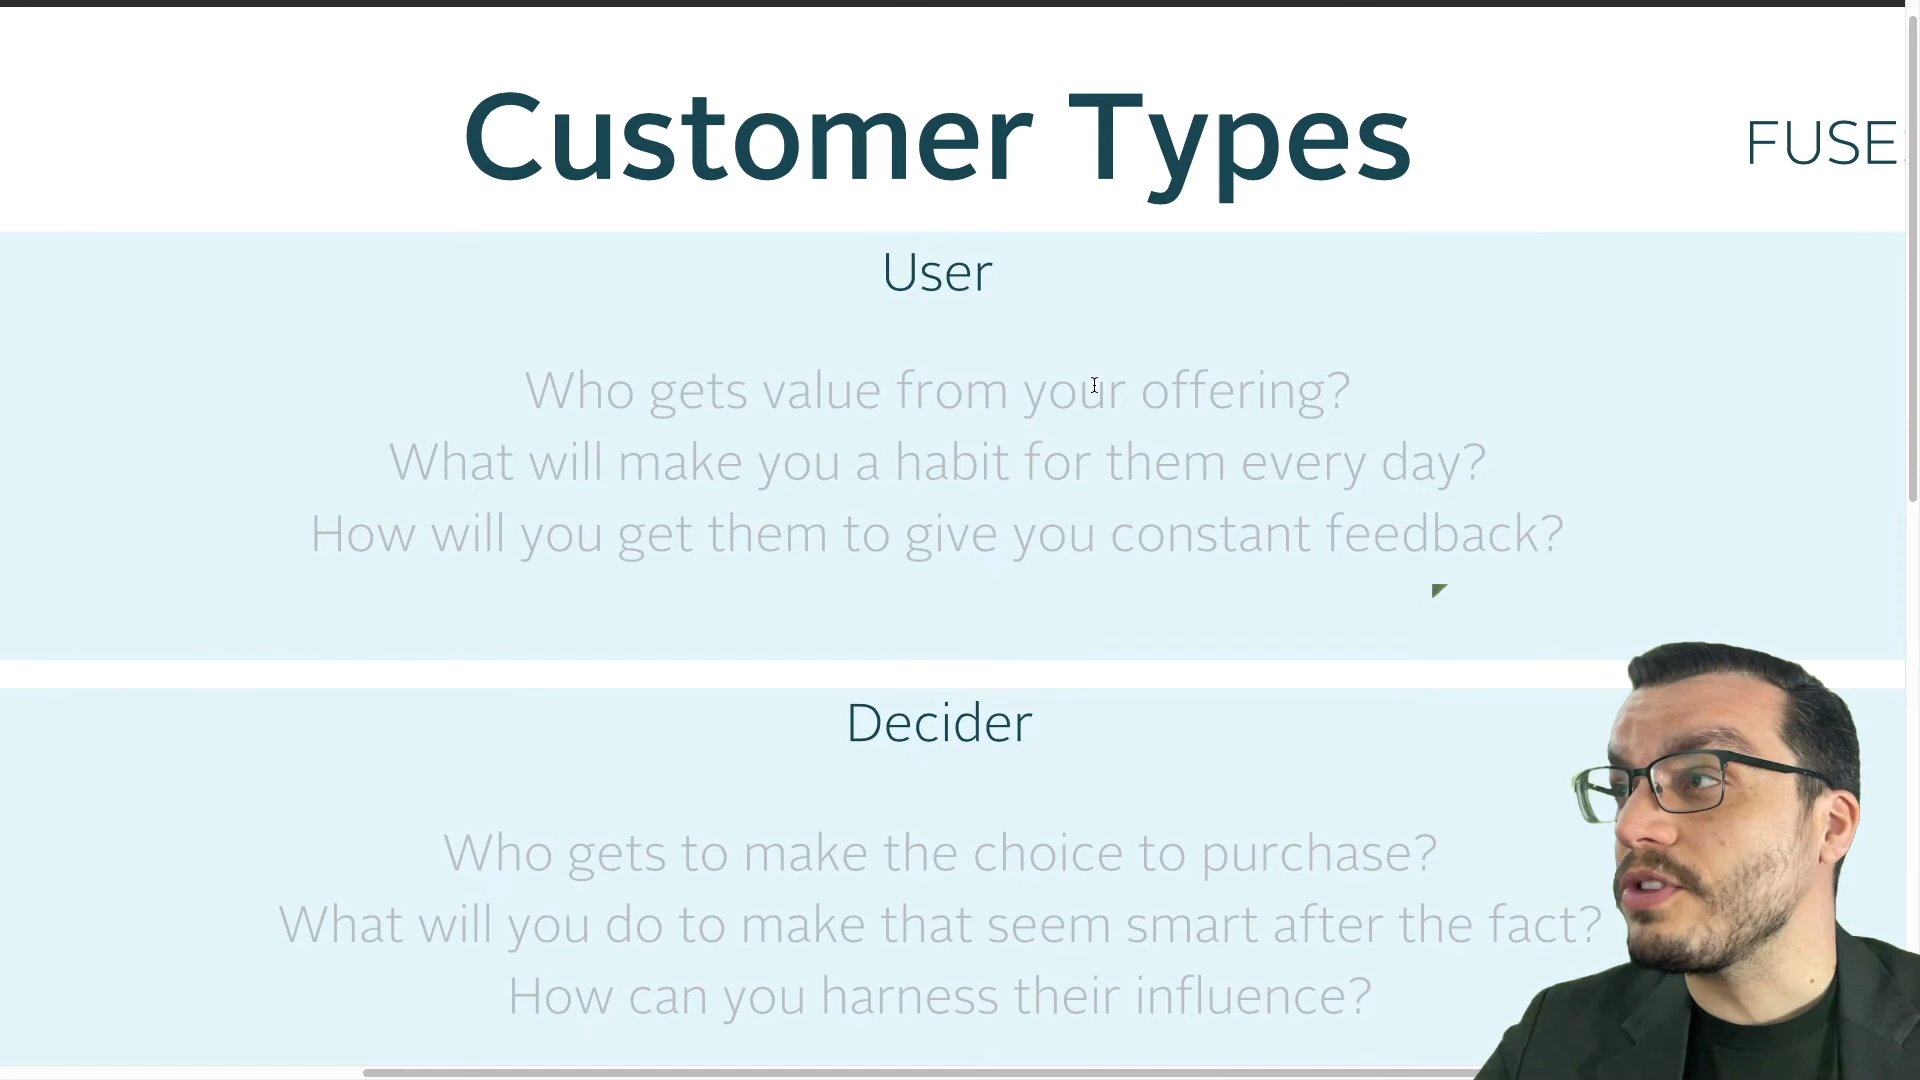 Customer Types
FUSE
User
Who gets value from your offering?
What will make you a habit for them every day?
How will you get them to give you constant feedback?
Decider
Who gets to make the choice to purchase?
What will you do to make that seem smart after the fact?
How can you harness their influence?